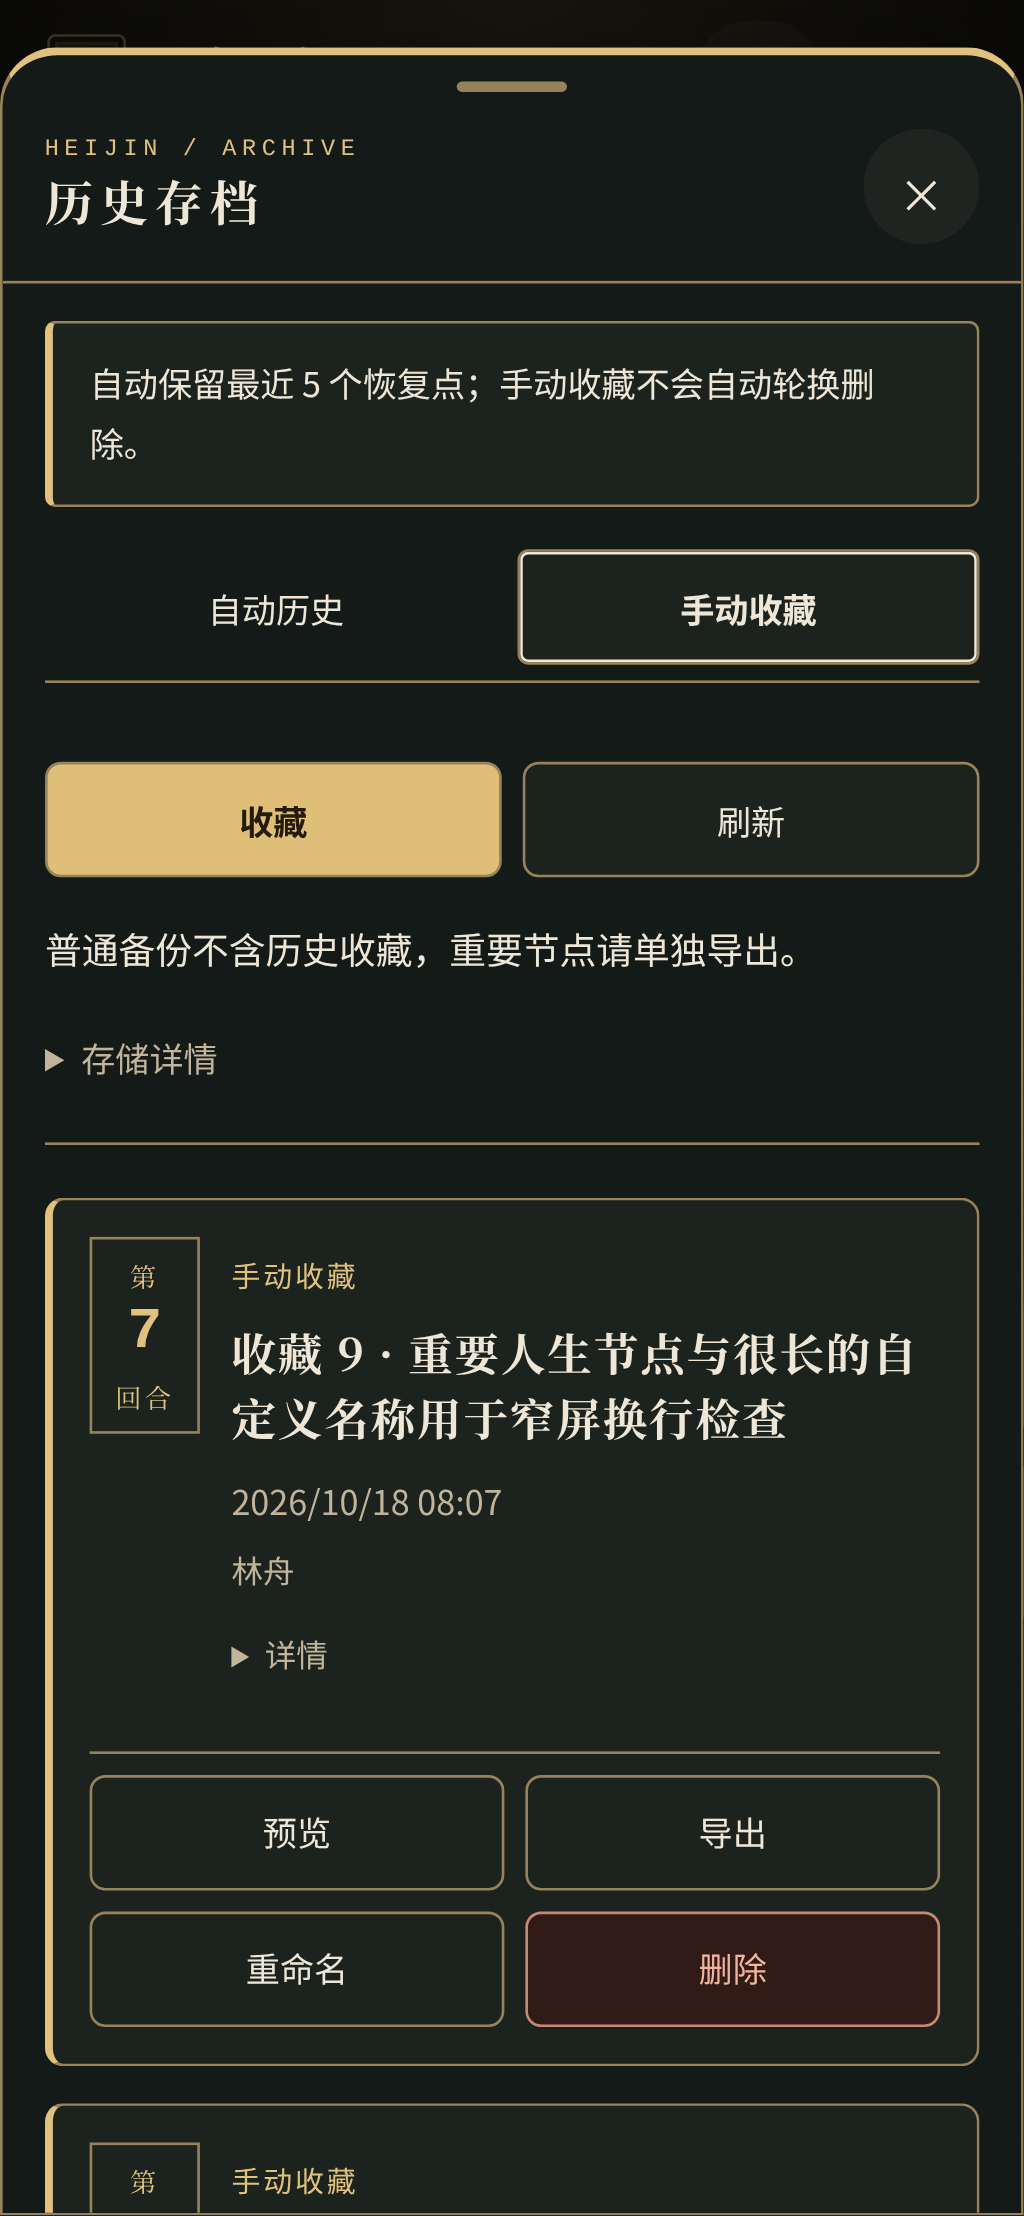 HEIJIN / ARCHIVE
历史存档
自动保留最近 5 个恢复点；手动收藏不会自动轮换删
除。
自动历史
手动收藏
收藏
刷新
普通备份不含历史收藏，重要节点请单独导出。
存储详情
第
7
回合
手动收藏
收藏 9 · 重要人生节点与很长的自
定义名称用于窄屏换行检查
2026/10/18 08:07
林舟
详情
预览
导出
重命名
删除
第
手动收藏